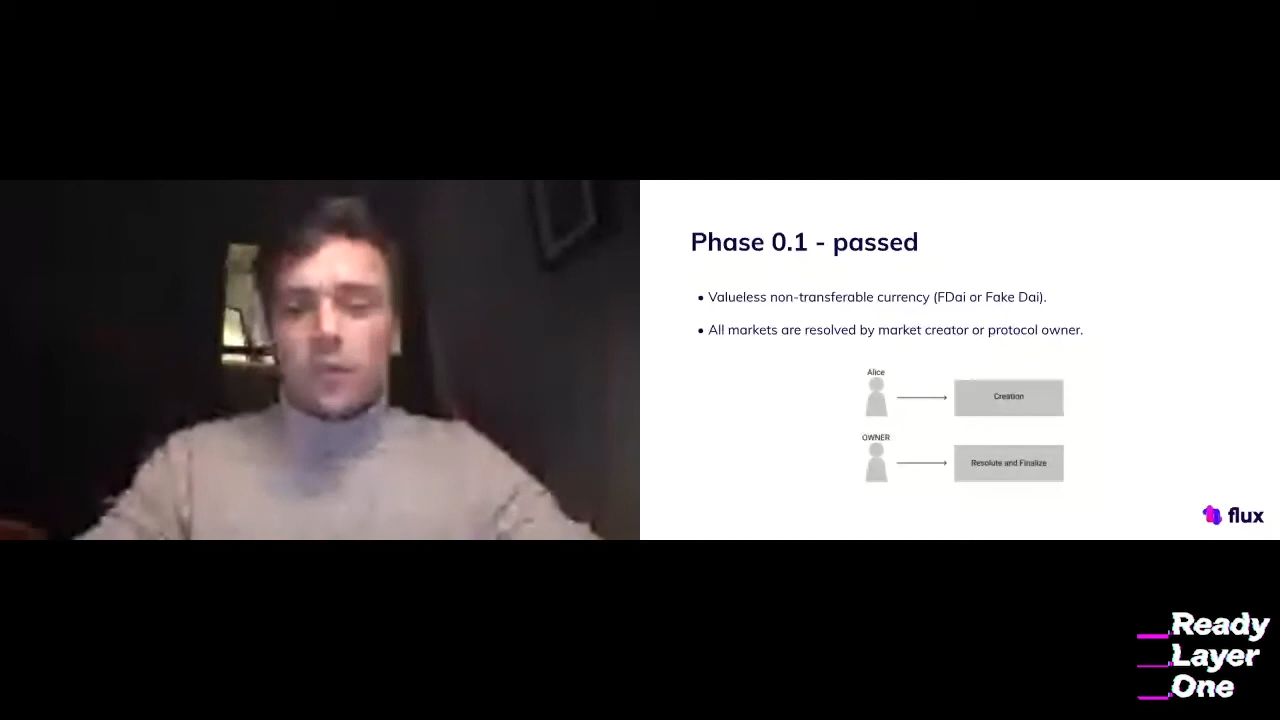 Phase 0.1 - passed
• Valueless non-transferable currency (FDai or Fake Dai).
• All markets are resolved by market creator or protocol owner.
Alice
Creation
OWNER
Resolute and Finalize
flux
Ready
Layer
One